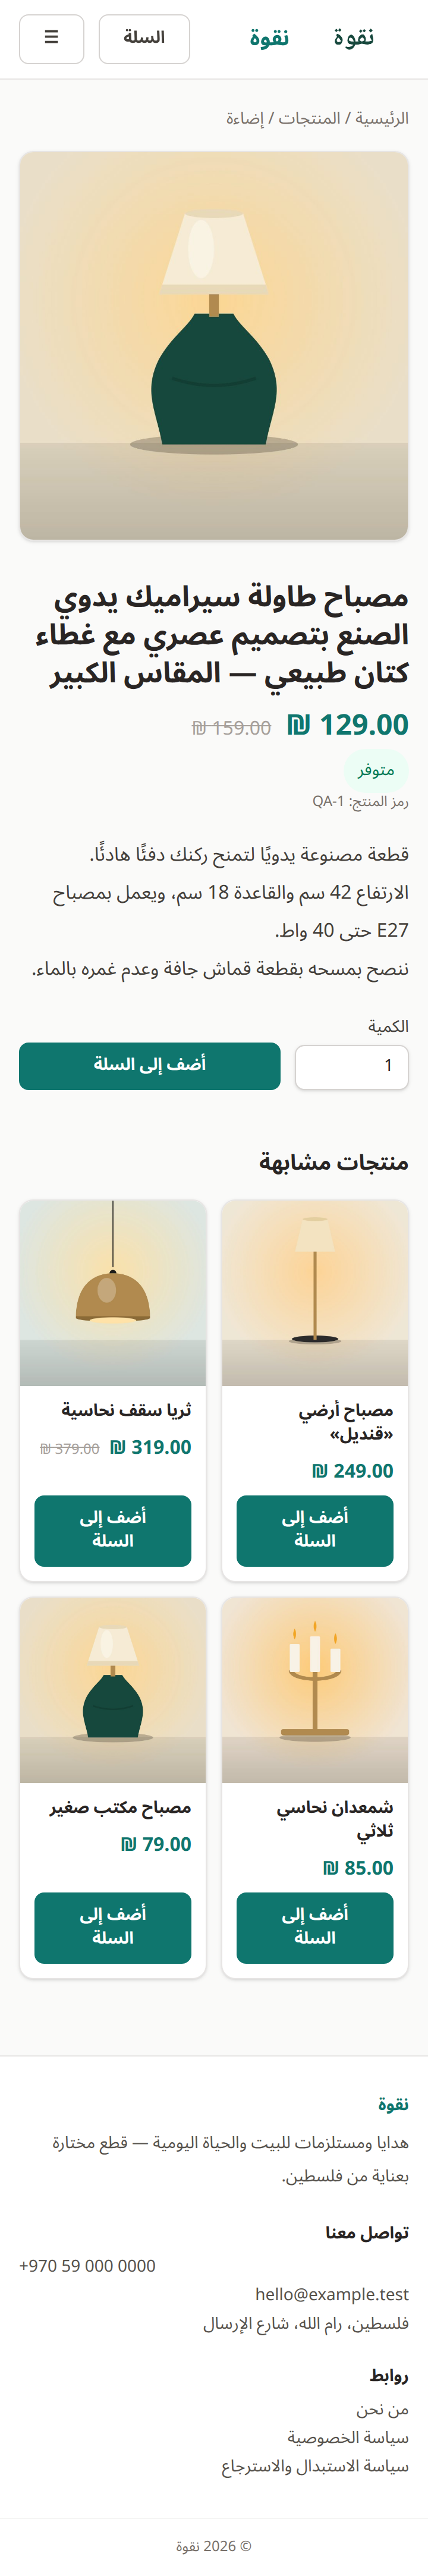 نقوة
نقوة
السلة
☰
الرئيسية / المنتجات / إضاءة
مصباح طاولة سيراميك يدوي
الصنع بتصميم عصري مع غطاء
كتان طبيعي — المقاس الكبير
129.00 ₪ 159.00 ₪
متوفر
رمز المنتج: QA-1
قطعة مصنوعة يدويًا لتمنح ركنك دفئًا هادئًا.
الارتفاع 42 سم والقاعدة 18 سم، ويعمل بمصباح
E27 حتى 40 واط.
ننصح بمسحه بقطعة قماش جافة وعدم غمره بالماء.
الكمية
1
أضف إلى السلة
منتجات مشابهة
مصباح أرضي
«قنديل»
249.00 ₪
أضف إلى
السلة
ثريا سقف نحاسية
319.00 ₪ 379.00 ₪
أضف إلى
السلة
شمعدان نحاسي
ثلاثي
85.00 ₪
أضف إلى
السلة
مصباح مكتب صغير
79.00 ₪
أضف إلى
السلة
نقوة
هدايا ومستلزمات للبيت والحياة اليومية — قطع مختارة
بعناية من فلسطين.
تواصل معنا
+970 59 000 0000
hello@example.test
فلسطين، رام الله، شارع الإرسال
روابط
من نحن
سياسة الخصوصية
سياسة الاستبدال والاسترجاع
© 2026 نقوة